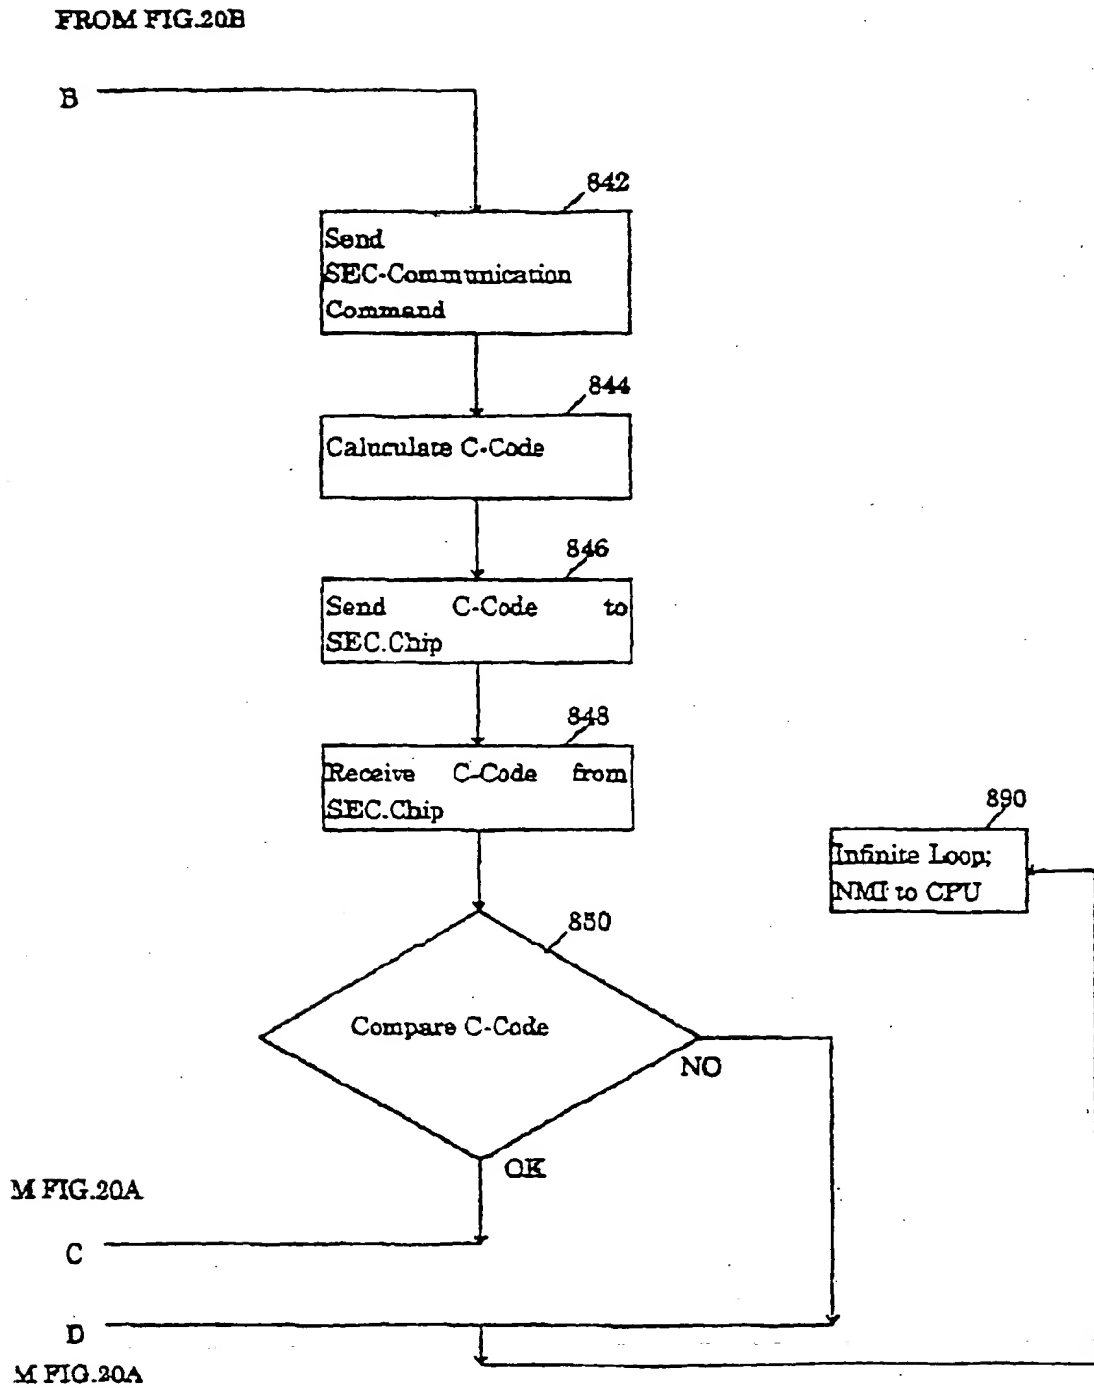 FROM FIG.20B
B
842
Send
SEC-Communication
Command
844
Caluculate C-Code
846
Send C-Code to
SEC.Chip
848
Receive C-Code from
SEC.Chip
890
Infinite Loop;
NMI to CPU
850
Compare C-Code
NO
OK
M FIG.20A
C
D
M FIG.20A